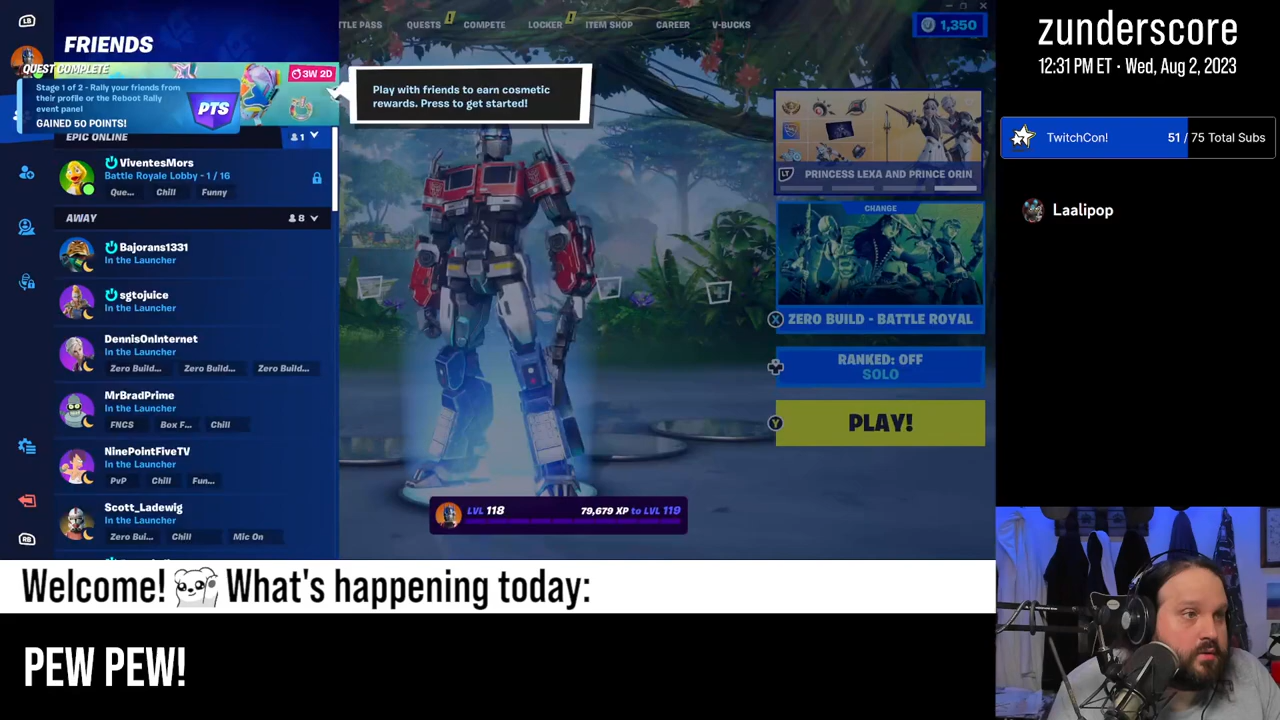 LB
FRIENDS
QUEST COMPLETE
Stage 1 of 2 - Rally your friends from
their profile or the Reboot Rally
event panel
GAINED 50 POINTS!
PTS
3W 2D
Play with friends to earn cosmetic
rewards. Press to get started!
EPIC ONLINE
1
ViventesMors
Battle Royale Lobby - 1 / 16
Que... Chill Funny
AWAY
8
Bajorans1331
In the Launcher
sgtojuice
In the Launcher
DennisOnInternet
In the Launcher
Zero Build... Zero Build... Zero Build...
MrBradPrime
In the Launcher
FNCS Box F... Chill
NinePointFiveTV
In the Launcher
PvP Chill Fun...
Scott_Ladewig
In the Launcher
Zero Bui... Chill Mic On
RB
TTLE PASS QUESTS COMPETE LOCKER ITEM SHOP CAREER V-BUCKS
1,350
LT PRINCESS LEXA AND PRINCE ORIN
CHANGE
X ZERO BUILD - BATTLE ROYAL
RANKED: OFF
SOLO
Y PLAY!
LVL 118 79,679 XP to LVL 119
zunderscore
12:31 PM ET - Wed, Aug 2, 2023
TwitchCon! 51 / 75 Total Subs
Laalipop
Welcome! What's happening today:
PEW PEW!